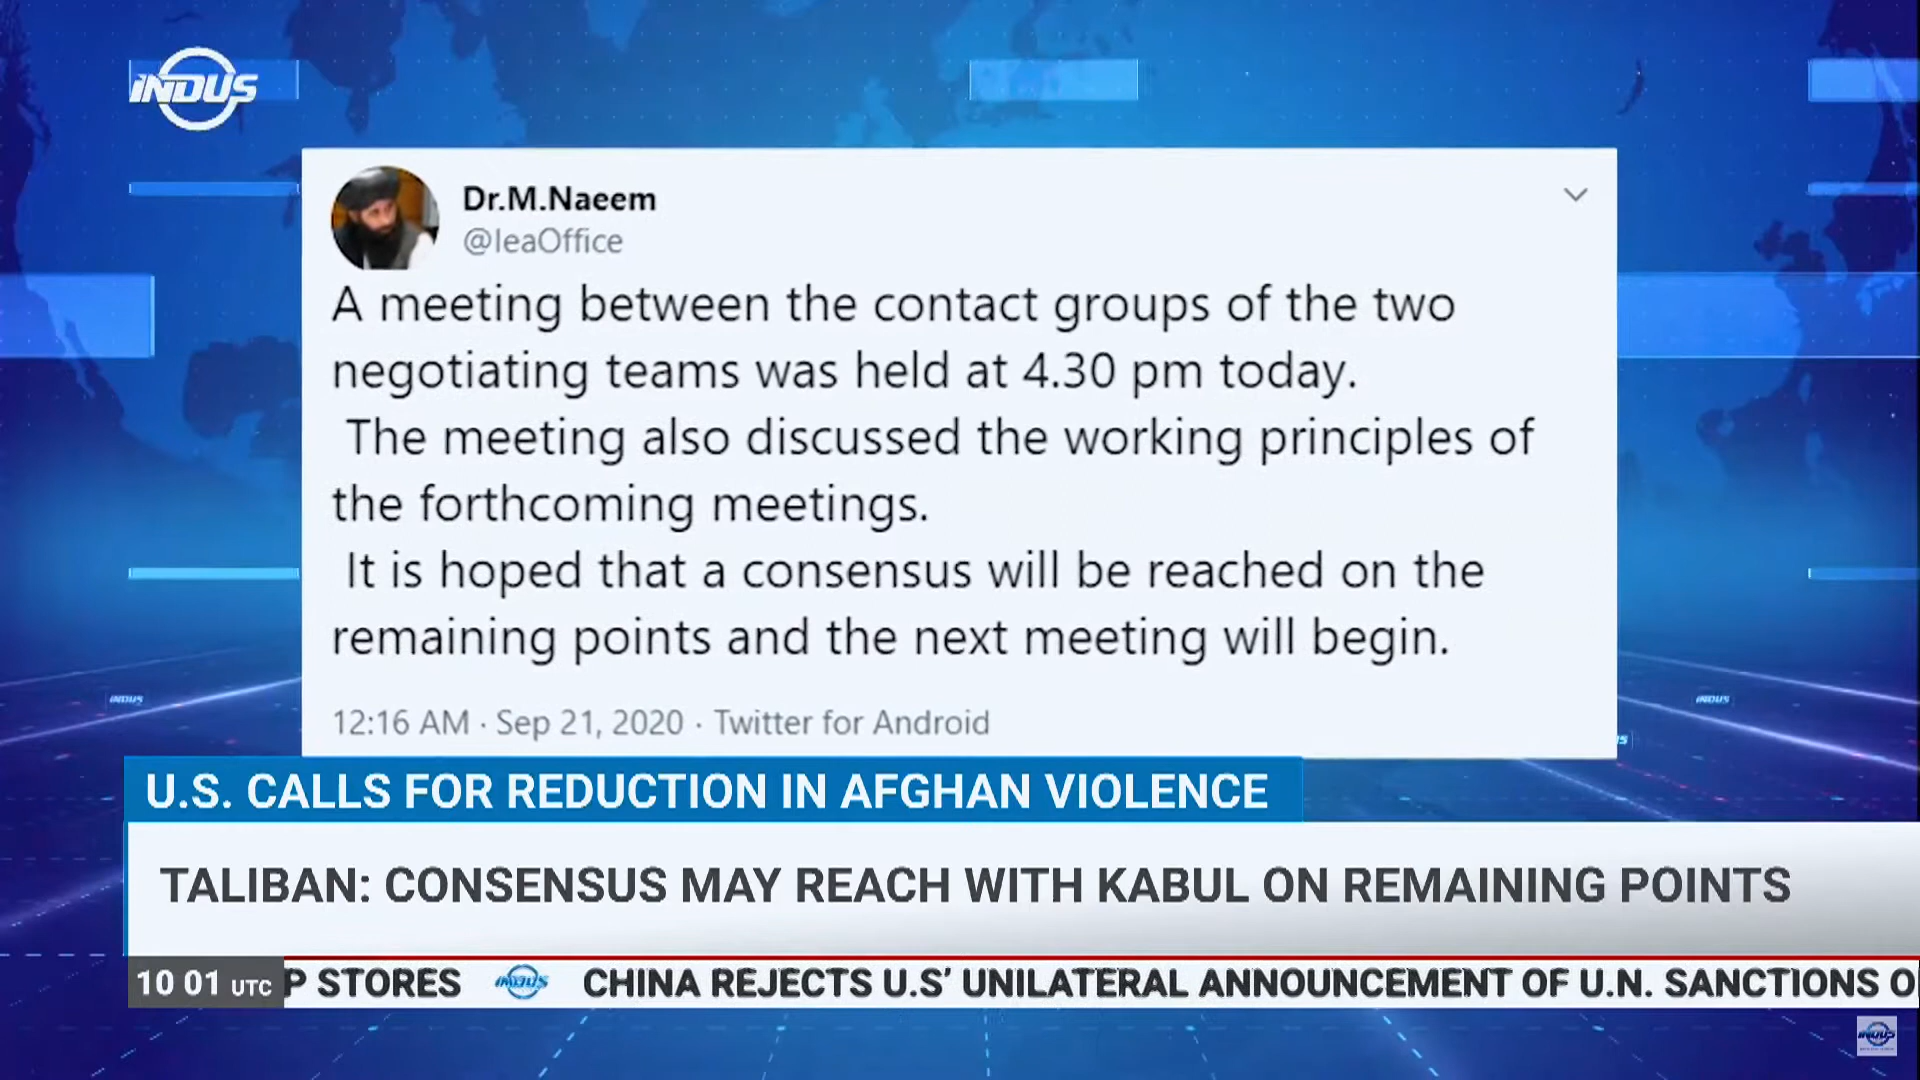 INDUS
Dr.M.Naeem
@IeaOffice
A meeting between the contact groups of the two
negotiating teams was held at 4.30 pm today.
The meeting also discussed the working principles of
the forthcoming meetings.
It is hoped that a consensus will be reached on the
remaining points and the next meeting will begin.
12:16 AM · Sep 21, 2020 · Twitter for Android
INDUS
INDUS
U.S. CALLS FOR REDUCTION IN AFGHAN VIOLENCE
TALIBAN: CONSENSUS MAY REACH WITH KABUL ON REMAINING POINTS
10 01 UTC
P STORES INDUS CHINA REJECTS U.S' UNILATERAL ANNOUNCEMENT OF U.N. SANCTIONS O
INDUS